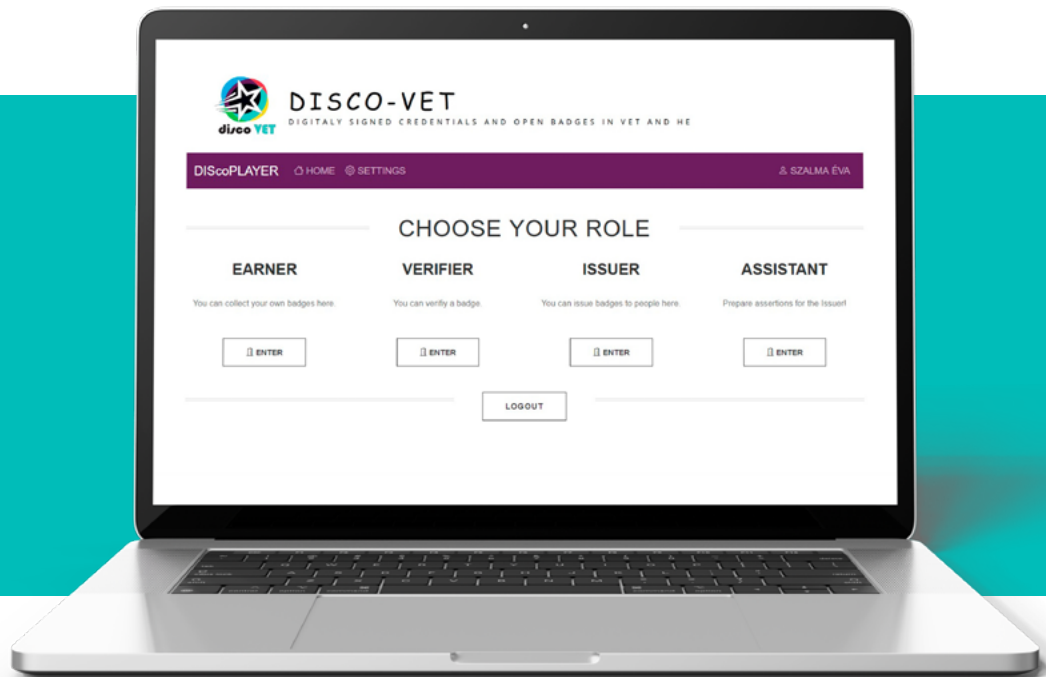 disco VET
DISCO-VET
DIGITALY SIGNED CREDENTIALS AND OPEN BADGES IN VET AND HE
DIScoPLAYER HOME SETTINGS SZALMA ÉVA
CHOOSE YOUR ROLE
EARNER VERIFIER ISSUER ASSISTANT
You can collect your own badges here. You can verifiy a badge. You can issue badges to people here. Prepare assertions for the Issuer!
ENTER ENTER ENTER ENTER
LOGOUT